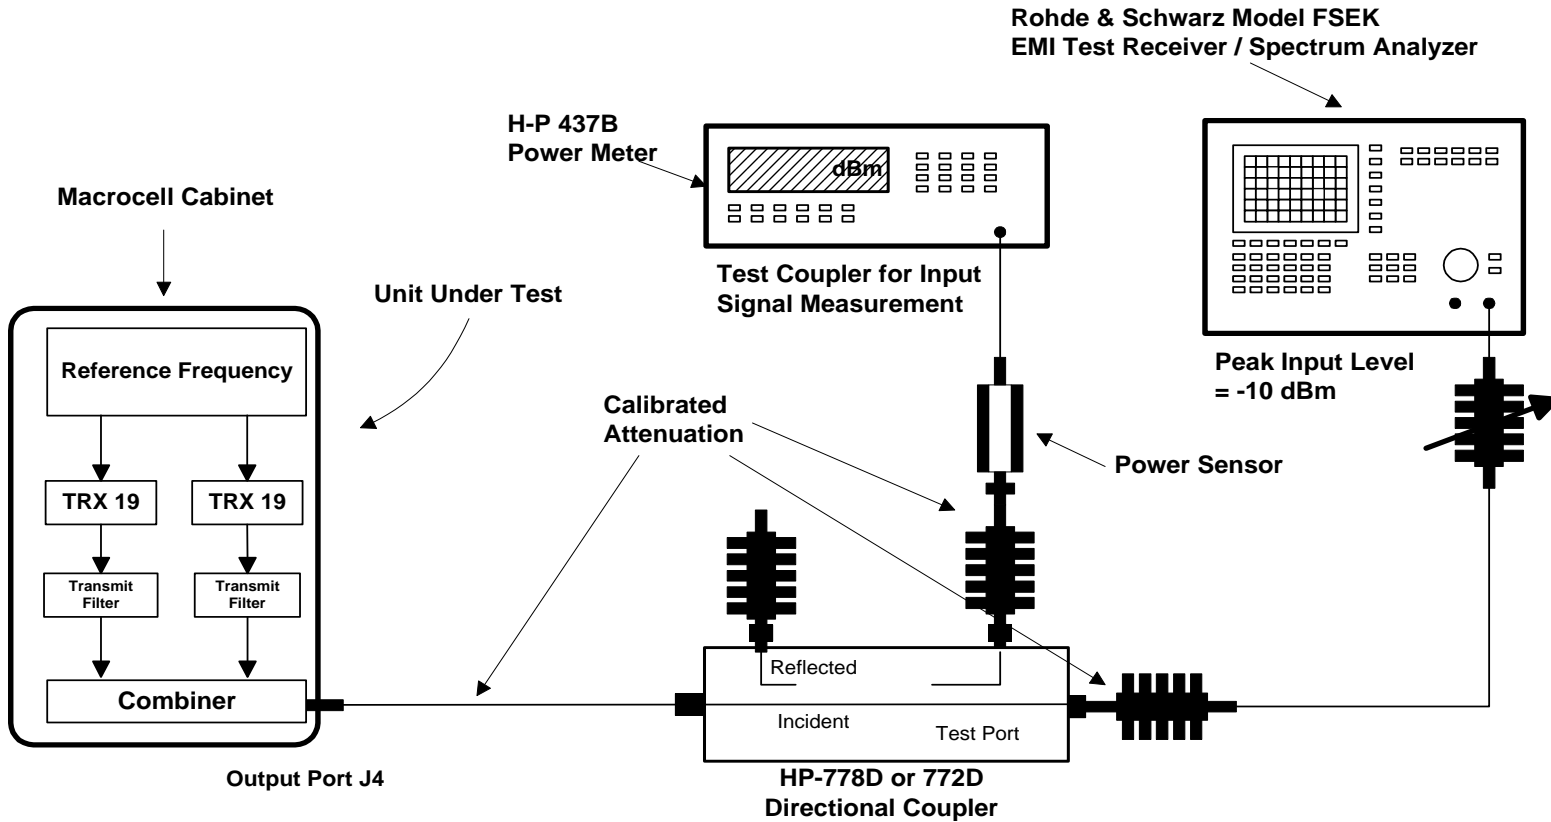 Rohde & Schwarz Model FSEK
EMI Test Receiver / Spectrum Analyzer
H-P 437B
Power Meter
dBm
Macrocell Cabinet
Test Coupler for Input
Signal Measurement
Unit Under Test
Peak Input Level
= -10 dBm
Reference Frequency
Calibrated
Attenuation
Power Sensor
TRX 19
TRX 19
Transmit
Filter
Transmit
Filter
Reflected
Combiner
Incident
Test Port
Output Port J4
HP-778D or 772D
Directional Coupler